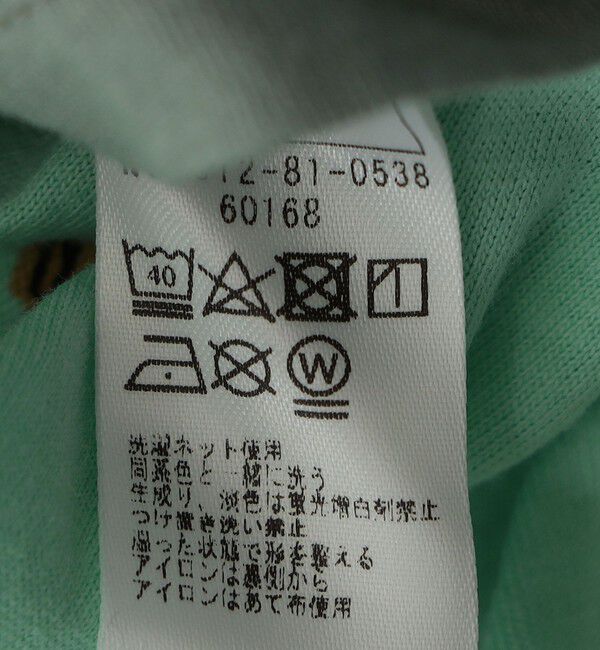 12-81-0538
60168
40
W
洗濯ネット使用
同系色と一緒に洗う
生成り、淡色は蛍光増白剤禁止
つけ置き洗い禁止
湿った状態で形を整える
アイロンは裏側から
アイロンはあて布使用